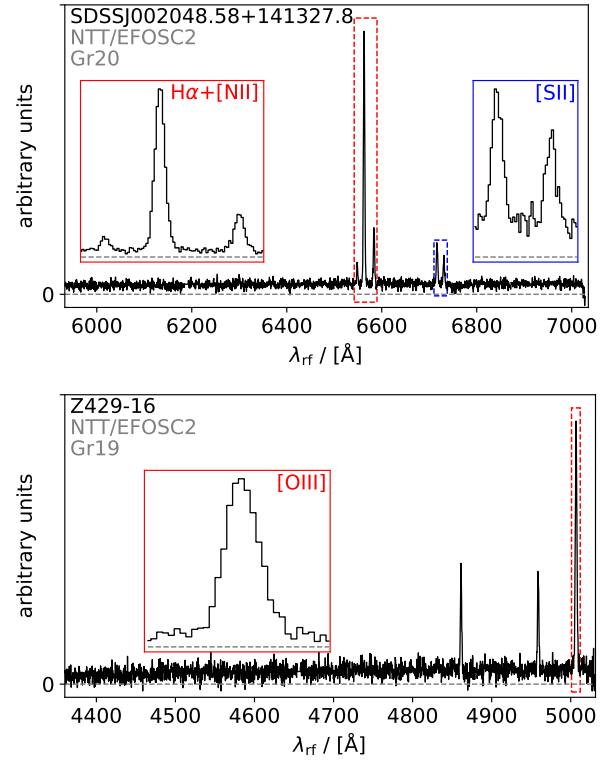 SDSSJ002048.58+141327.8
NTT/EFOSC2
Gr20
Hα+[NII]
[SII]
arbitrary units
0
6000 6200 6400 6600 6800 7000
λrf / [Å]
Z429-16
NTT/EFOSC2
Gr19
[OIII]
arbitrary units
0
4400 4500 4600 4700 4800 4900 5000
λrf / [Å]